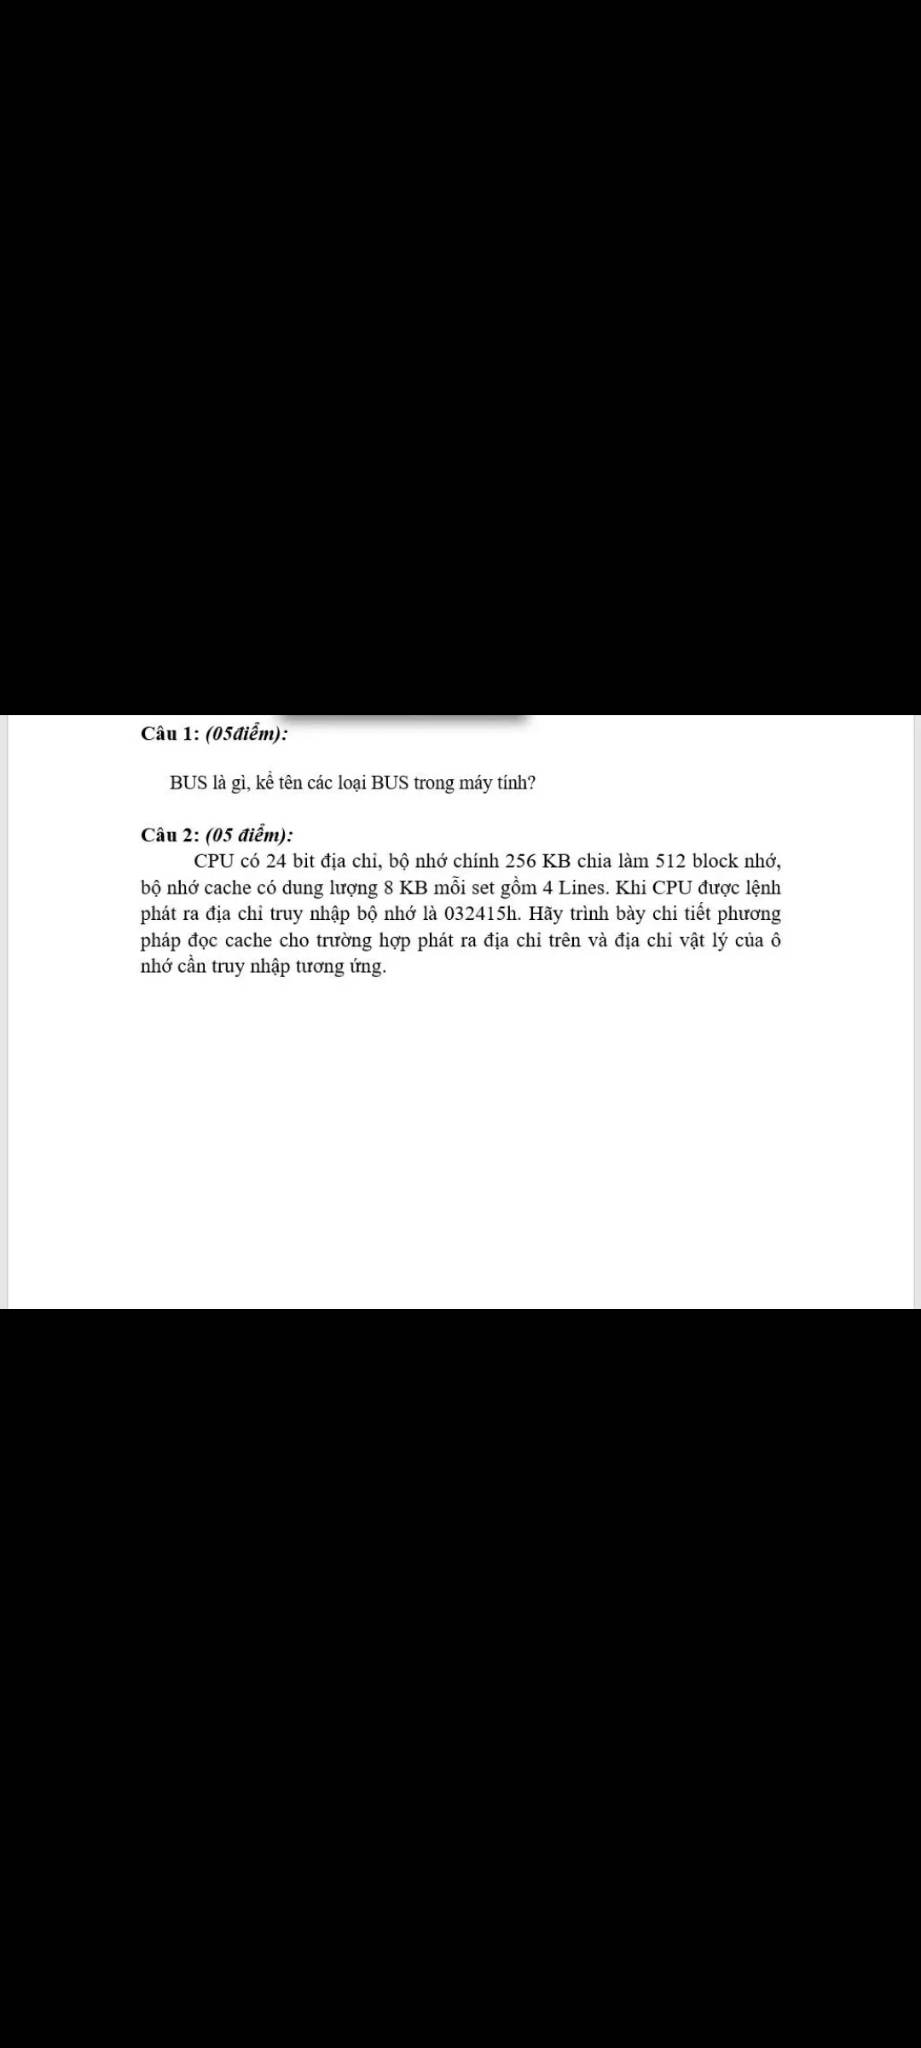 Câu 1: (05điểm):
BUS là gì, kể tên các loại BUS trong máy tính?
Câu 2: (05 điểm):
CPU có 24 bit địa chỉ, bộ nhớ chính 256 KB chia làm 512 block nhớ,
bộ nhớ cache có dung lượng 8 KB mỗi set gồm 4 Lines. Khi CPU được lệnh
phát ra địa chỉ truy nhập bộ nhớ là 032415h. Hãy trình bày chi tiết phương
pháp đọc cache cho trường hợp phát ra địa chỉ trên và địa chỉ vật lý của ô
nhớ cần truy nhập tương ứng.